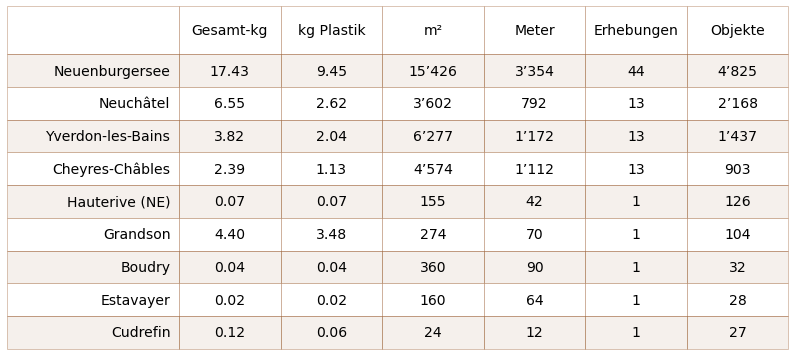 Gesamt-kg kg Plastik m² Meter Erhebungen Objekte
Neuenburgersee 17.43 9.45 15’426 3’354 44 4’825
Neuchâtel 6.55 2.62 3’602 792 13 2’168
Yverdon-les-Bains 3.82 2.04 6’277 1’172 13 1’437
Cheyres-Châbles 2.39 1.13 4’574 1’112 13 903
Hauterive (NE) 0.07 0.07 155 42 1 126
Grandson 4.40 3.48 274 70 1 104
Boudry 0.04 0.04 360 90 1 32
Estavayer 0.02 0.02 160 64 1 28
Cudrefin 0.12 0.06 24 12 1 27